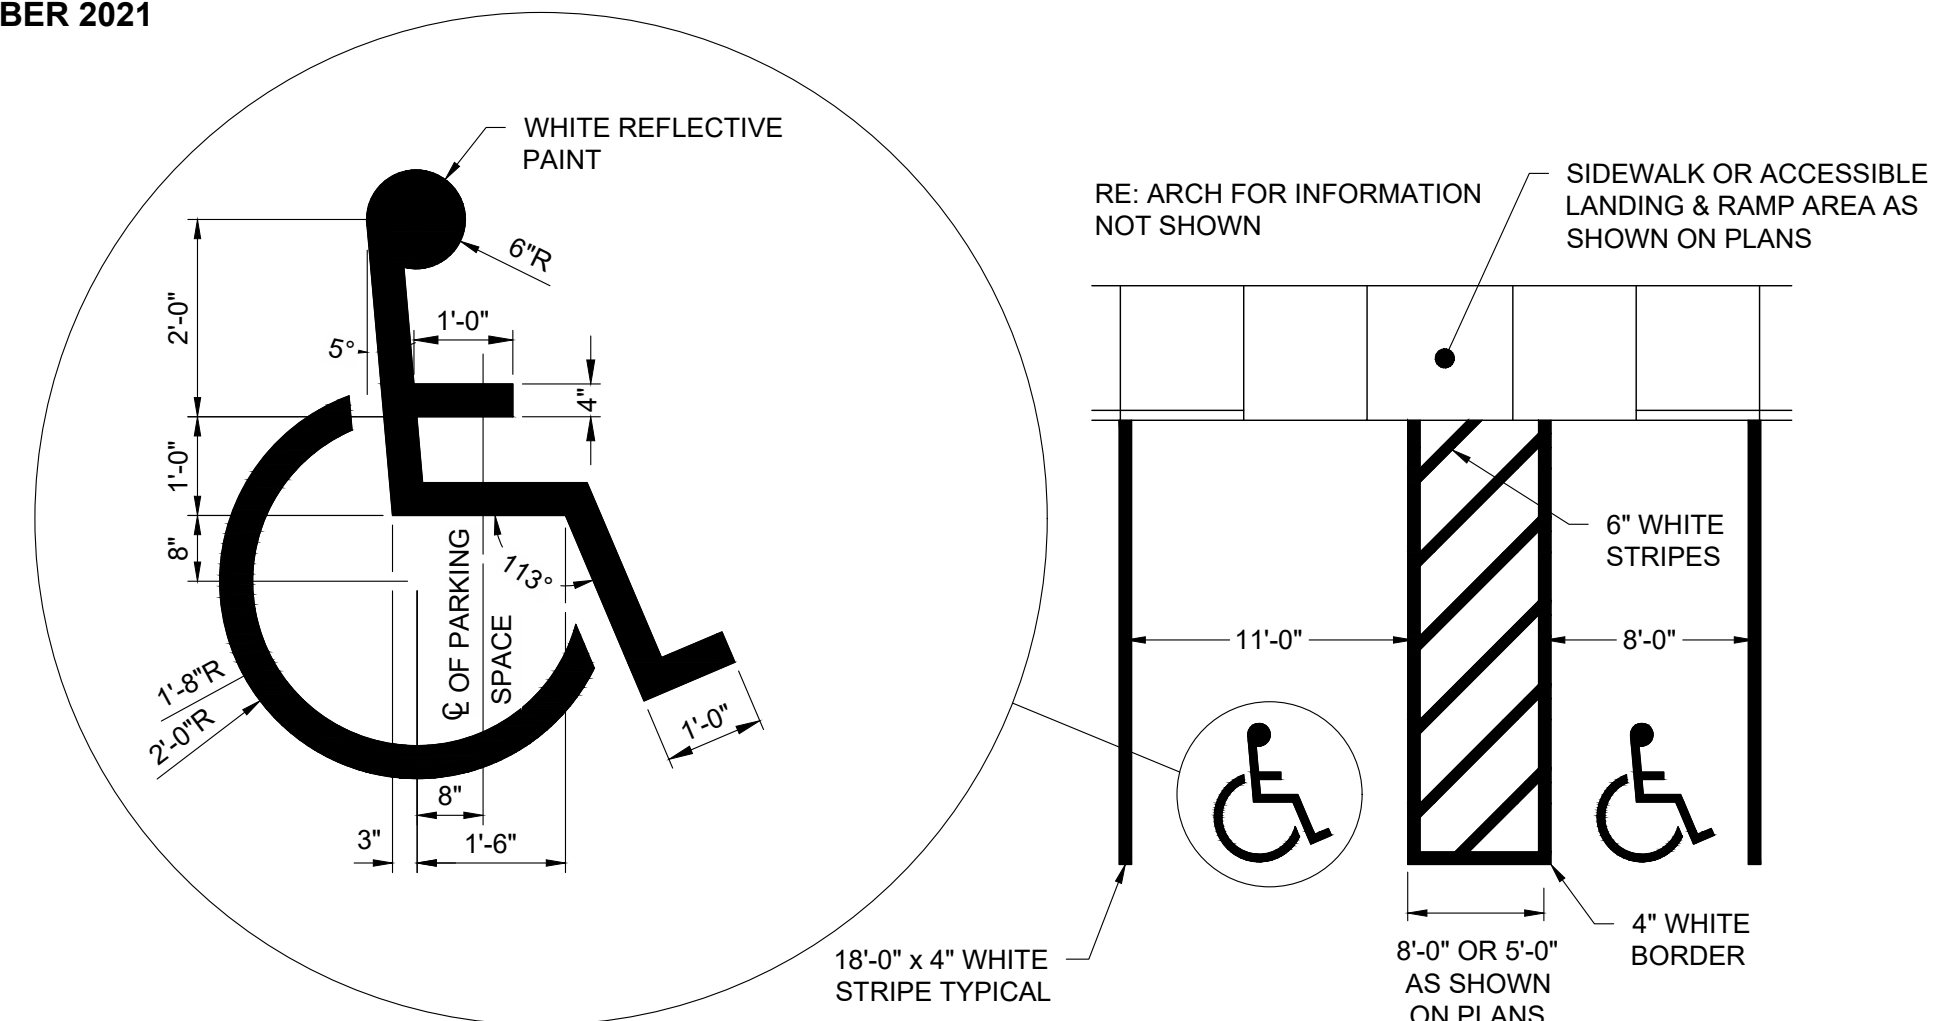 BER 2021
WHITE REFLECTIVE
PAINT
6"R
2'-0"
1'-0"
5°
4"
1'-0"
8"
113°
℄ OF PARKING
SPACE
1'-8"R
2'-0"R
1'-0"
8"
3"
1'-6"
RE: ARCH FOR INFORMATION
NOT SHOWN
SIDEWALK OR ACCESSIBLE
LANDING & RAMP AREA AS
SHOWN ON PLANS
6" WHITE
STRIPES
11'-0"
8'-0"
18'-0" x 4" WHITE
STRIPE TYPICAL
8'-0" OR 5'-0"
AS SHOWN
ON PLANS
4" WHITE
BORDER